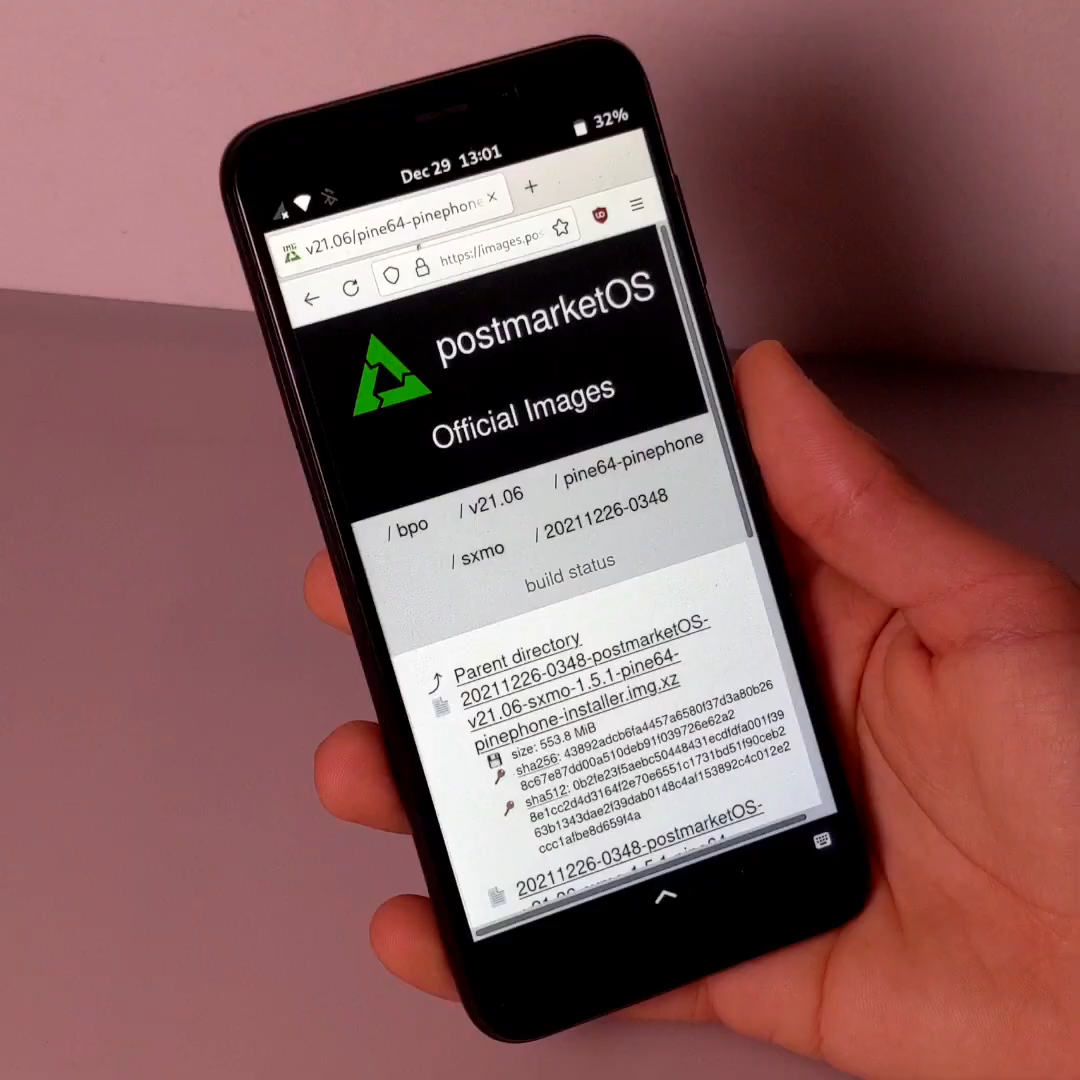 Dec 29 13:01
32%
IMG
v21.06/pine64-pinephone
https://images.pos
postmarketOS
Official Images
/ bpo / v21.06 / pine64-pinephone
/ sxmo / 20211226-0348
build status
Parent directory
20211226-0348-postmarketOS-
v21.06-sxmo-1.5.1-pine64-
pinephone-installer.img.xz
size: 553.8 MiB
sha256: 43892adcb6fa4457a6580f37d3a80b26
8c67e87dd00a510deb91f039726e62a2
sha512: 0b2fe23f5aebc50448431ecdfdfa001f39
8e1cc2d4d3164f2e70e6551c1731bd51f90ceb2
63b1343dae2f39dab0148c4af153892c4c012e2
ccc1afbe8d659f4a
20211226-0348-postmarketOS-